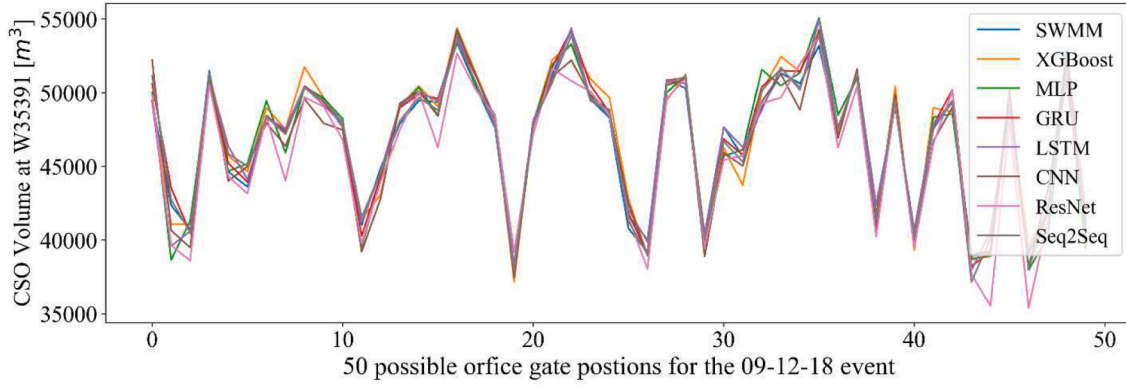 CSO Volume at W35391 [m³]
55000
50000
45000
40000
35000
0
10
20
30
40
50
50 possible orfice gate postions for the 09-12-18 event
SWMM
XGBoost
MLP
GRU
LSTM
CNN
ResNet
Seq2Seq